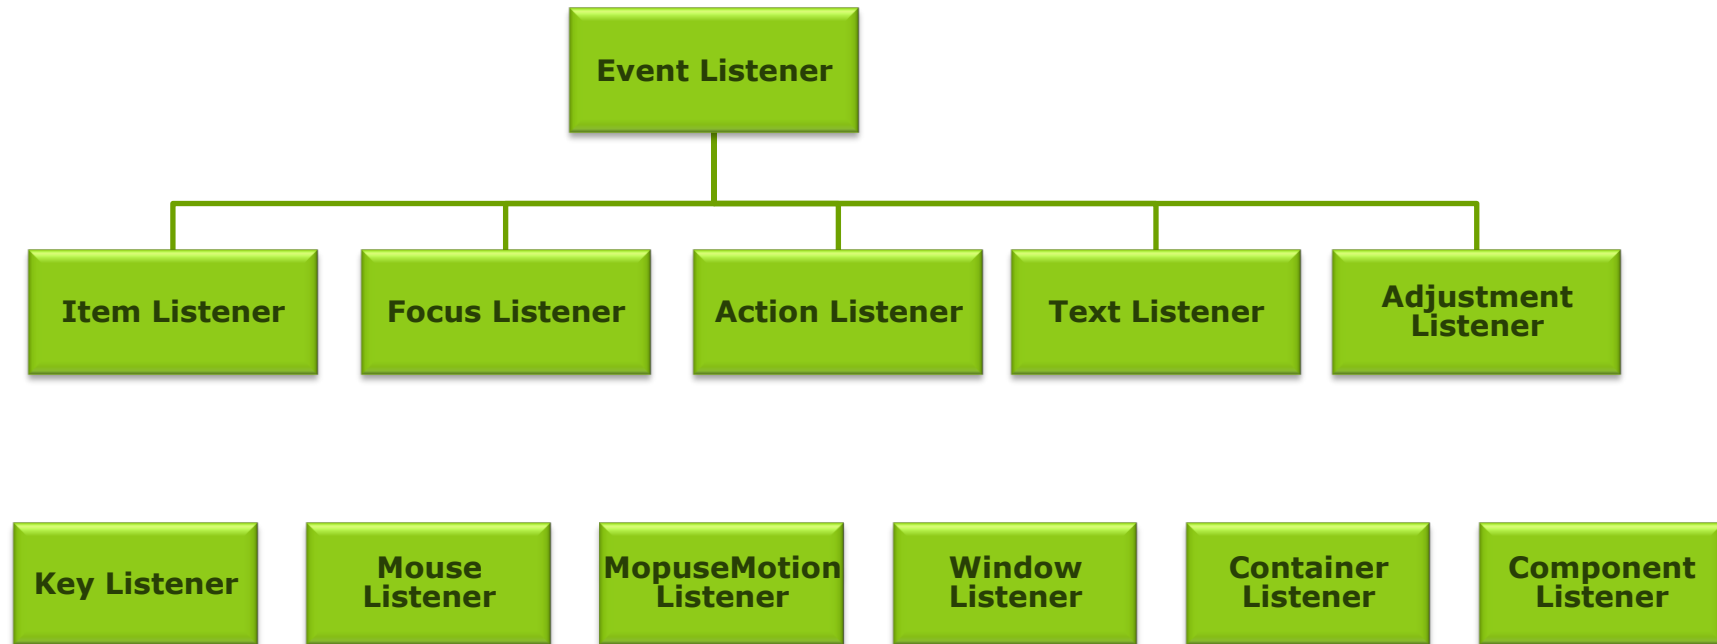 Event Listener
Item Listener
Focus Listener
Action Listener
Text Listener
Adjustment
Listener
Key Listener
Mouse
Listener
MopuseMotion
Listener
Window
Listener
Container
Listener
Component
Listener